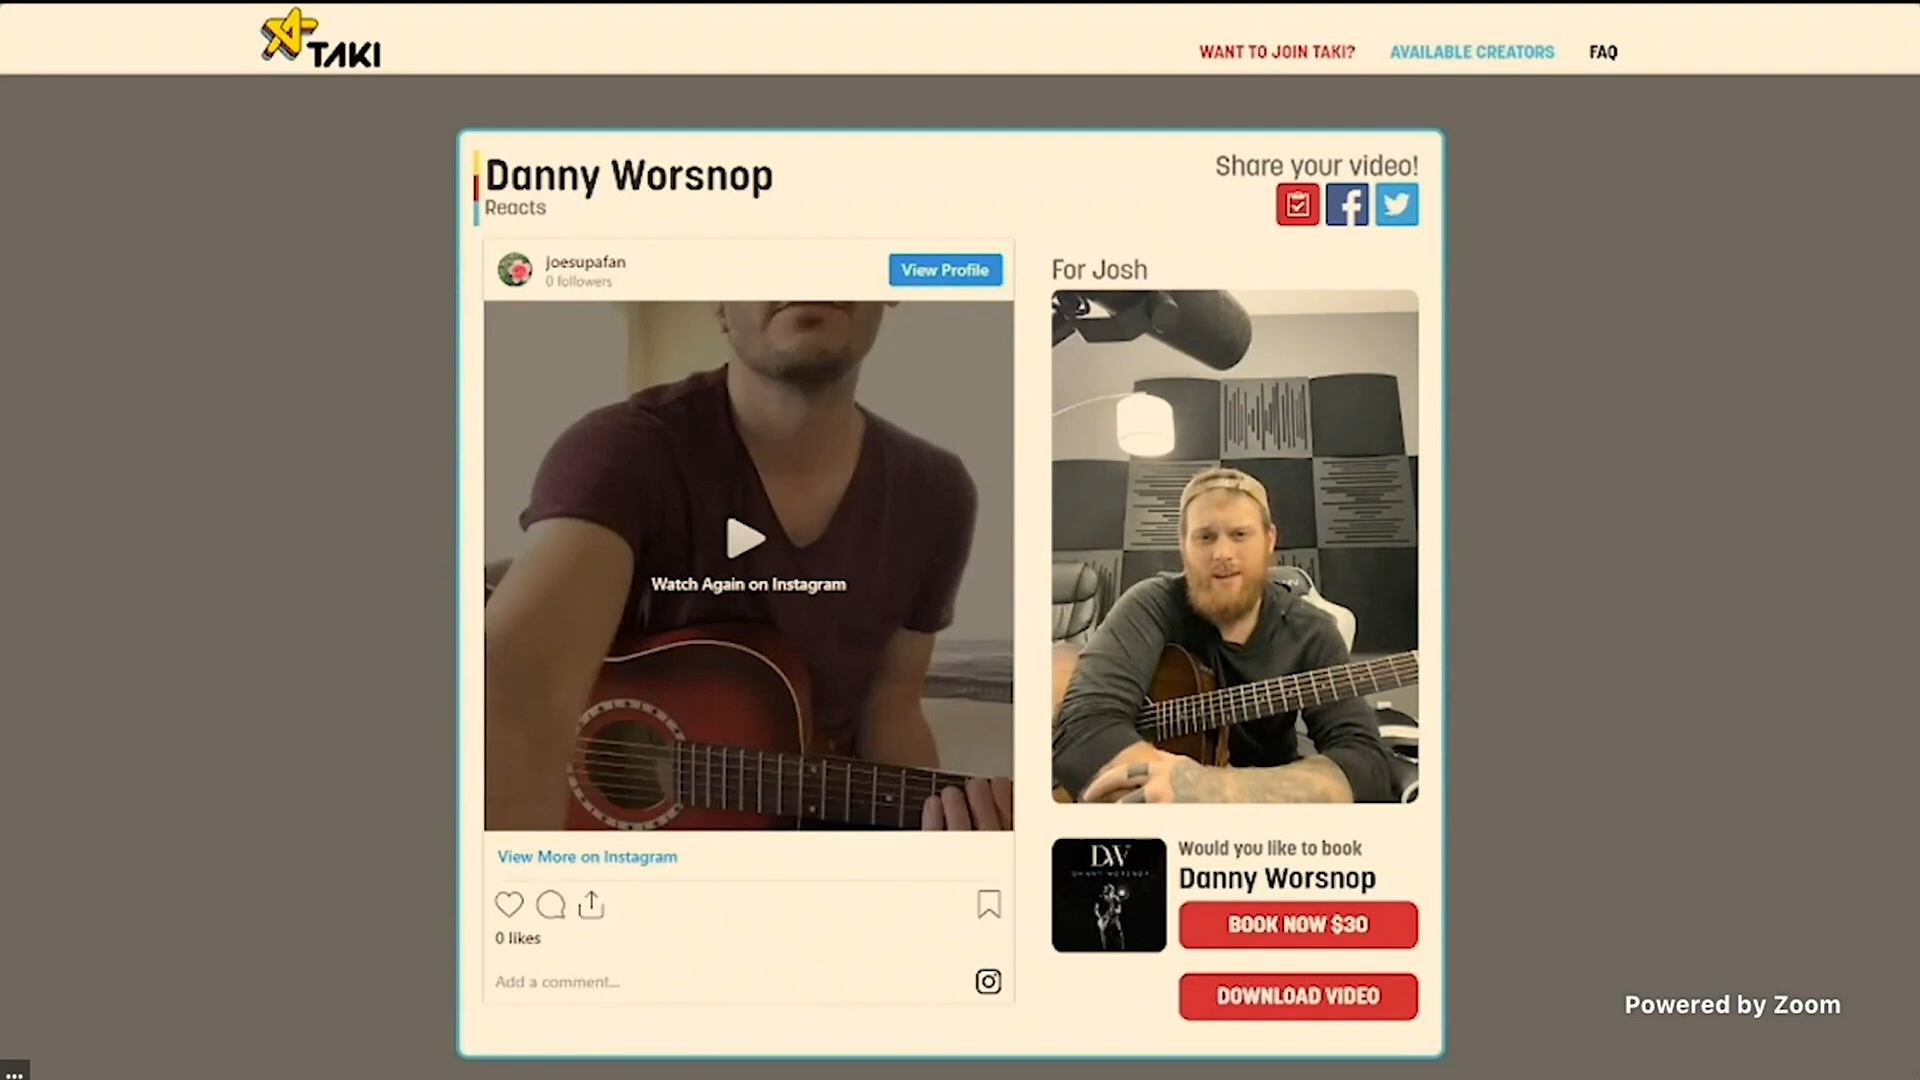 TAKI
WANT TO JOIN TAKI?
AVAILABLE CREATORS
FAQ
Danny Worsnop
Reacts
Share your video!
joesupafan
0 followers
View Profile
For Josh
Watch Again on Instagram
View More on Instagram
0 likes
Add a comment...
DW
DANNY WORSNOP
Would you like to book
Danny Worsnop
BOOK NOW $30
DOWNLOAD VIDEO
Powered by Zoom